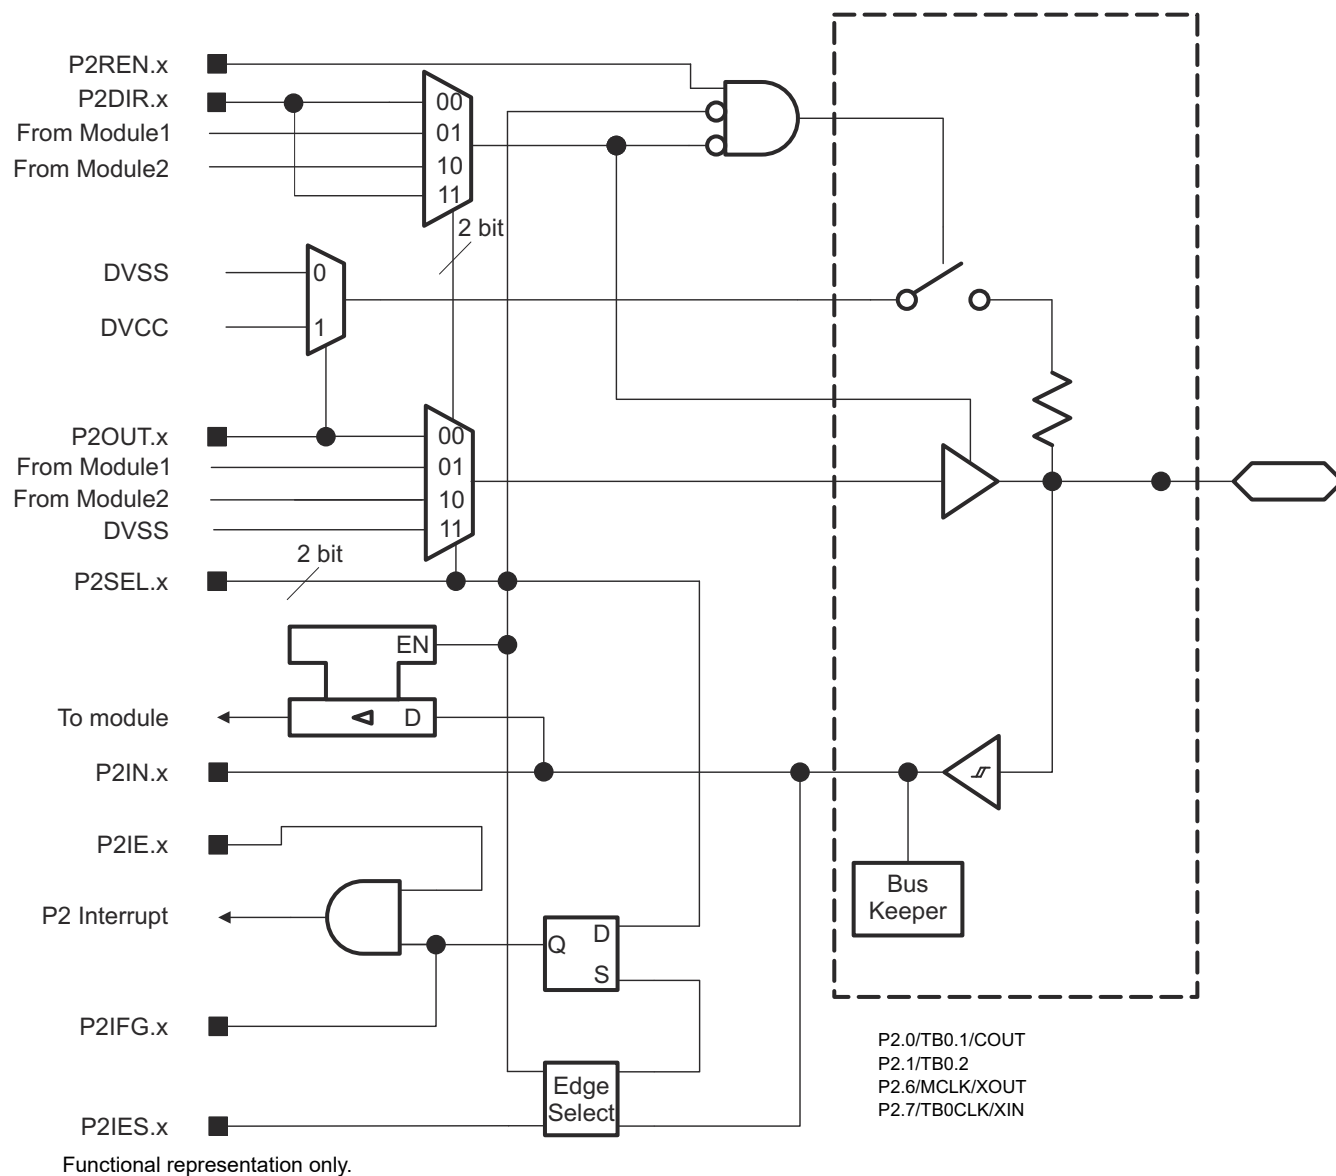 P2REN.x
P2DIR.x
From Module1
From Module2
00
01
10
11
2 bit
DVSS
DVCC
0
1
P2OUT.x
From Module1
From Module2
DVSS
00
01
10
11
2 bit
P2SEL.x
EN
D
To module
P2IN.x
P2IE.x
P2 Interrupt
Q
D
S
Bus
Keeper
P2IFG.x
Edge
Select
P2IES.x
P2.0/TB0.1/COUT
P2.1/TB0.2
P2.6/MCLK/XOUT
P2.7/TB0CLK/XIN
Functional representation only.